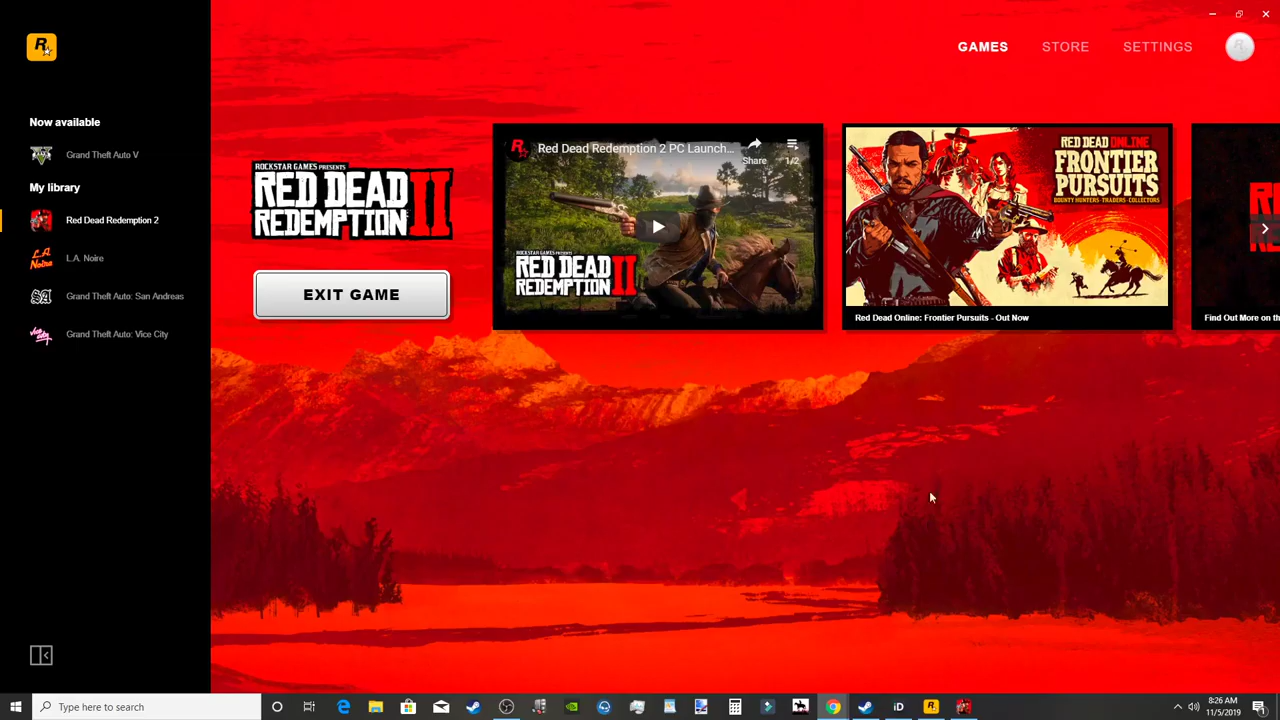 GAMES
STORE
SETTINGS
Now available
Grand Theft Auto V
My library
Red Dead Redemption 2
L.A. Noire
Grand Theft Auto: San Andreas
Grand Theft Auto: Vice City
ROCKSTAR GAMES PRESENTS
RED DEAD
REDEMPTION II
EXIT GAME
Red Dead Redemption 2 PC Launch...
Share
1/2
ROCKSTAR GAMES PRESENTS
RED DEAD
REDEMPTION II
RED DEAD ONLINE
FRONTIER
PURSUITS
BOUNTY HUNTERS · TRADERS · COLLECTORS
Red Dead Online: Frontier Pursuits - Out Now
Find Out More on th
Type here to search
iD
8:26 AM
11/5/2019